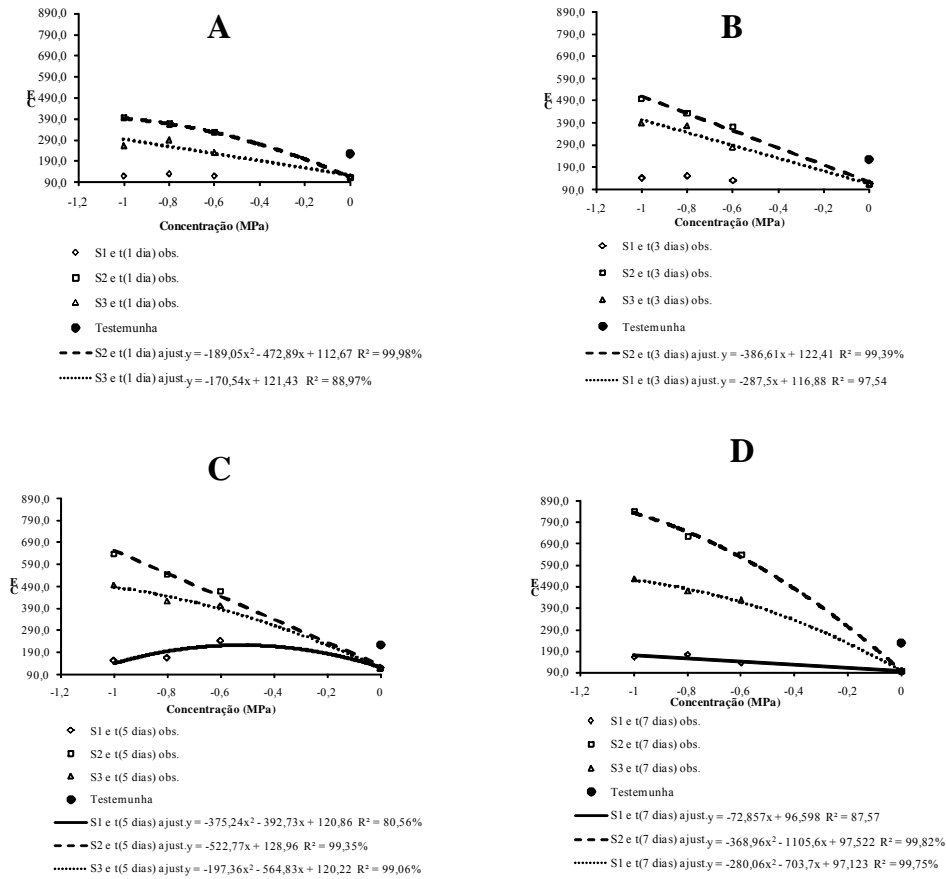 A
890,0
790,0
690,0
590,0
490,0
390,0
290,0
190,0
90,0
EC
-1,2 -1 -0,8 -0,6 -0,4 -0,2 0
Concentração (MPa)
S1 e t(1 dia) obs.
S2 e t(1 dia) obs.
S3 e t(1 dia) obs.
Testemunha
S2 e t(1 dia) ajust.y = -189,05x² - 472,89x + 112,67 R² = 99,98%
S3 e t(1 dia) ajust.y = -170,54x + 121,43 R² = 88,97%
B
890,0
790,0
690,0
590,0
490,0
390,0
290,0
190,0
90,0
EC
-1,2 -1 -0,8 -0,6 -0,4 -0,2 0
Concentração (MPa)
S1 e t(3 dias) obs.
S2 e t(3 dias) obs.
S3 e t(3 dias) obs.
Testemunha
S2 e t(3 dias) ajust. y = -386,61x + 122,41 R² = 99,39%
S1 e t(3 dias) ajust. y = -287,5x + 116,88 R² = 97,54
C
890,0
790,0
690,0
590,0
490,0
390,0
290,0
190,0
90,0
EC
-1,2 -1 -0,8 -0,6 -0,4 -0,2 0
Concentração (MPa)
S1 e t(5 dias) obs.
S2 e t(5 dias) obs.
S3 e t(5 dias) obs.
Testemunha
S1 e t(5 dias) ajust.y = -375,24x² - 392,73x + 120,86 R² = 80,56%
S2 e t(5 dias) ajust.y = -522,77x + 128,96 R² = 99,35%
S3 e t(5 dias) ajust.y = -197,36x² - 564,83x + 120,22 R² = 99,06%
D
890,0
790,0
690,0
590,0
490,0
390,0
290,0
190,0
90,0
EC
-1,2 -1 -0,8 -0,6 -0,4 -0,2 0
Concentração (MPa)
S1 e t(7 dias) obs.
S2 e t(7 dias) obs.
S3 e t(7 dias) obs.
Testemunha
S1 e t(7 dias) ajust.y = -72,857x + 96,598 R² = 87,57
S2 e t(7 dias) ajust.y = -368,96x² - 1105,6x + 97,522 R² = 99,82%
S1 e t(7 dias) ajust.y = -280,06x² - 703,7x + 97,123 R² = 99,75%